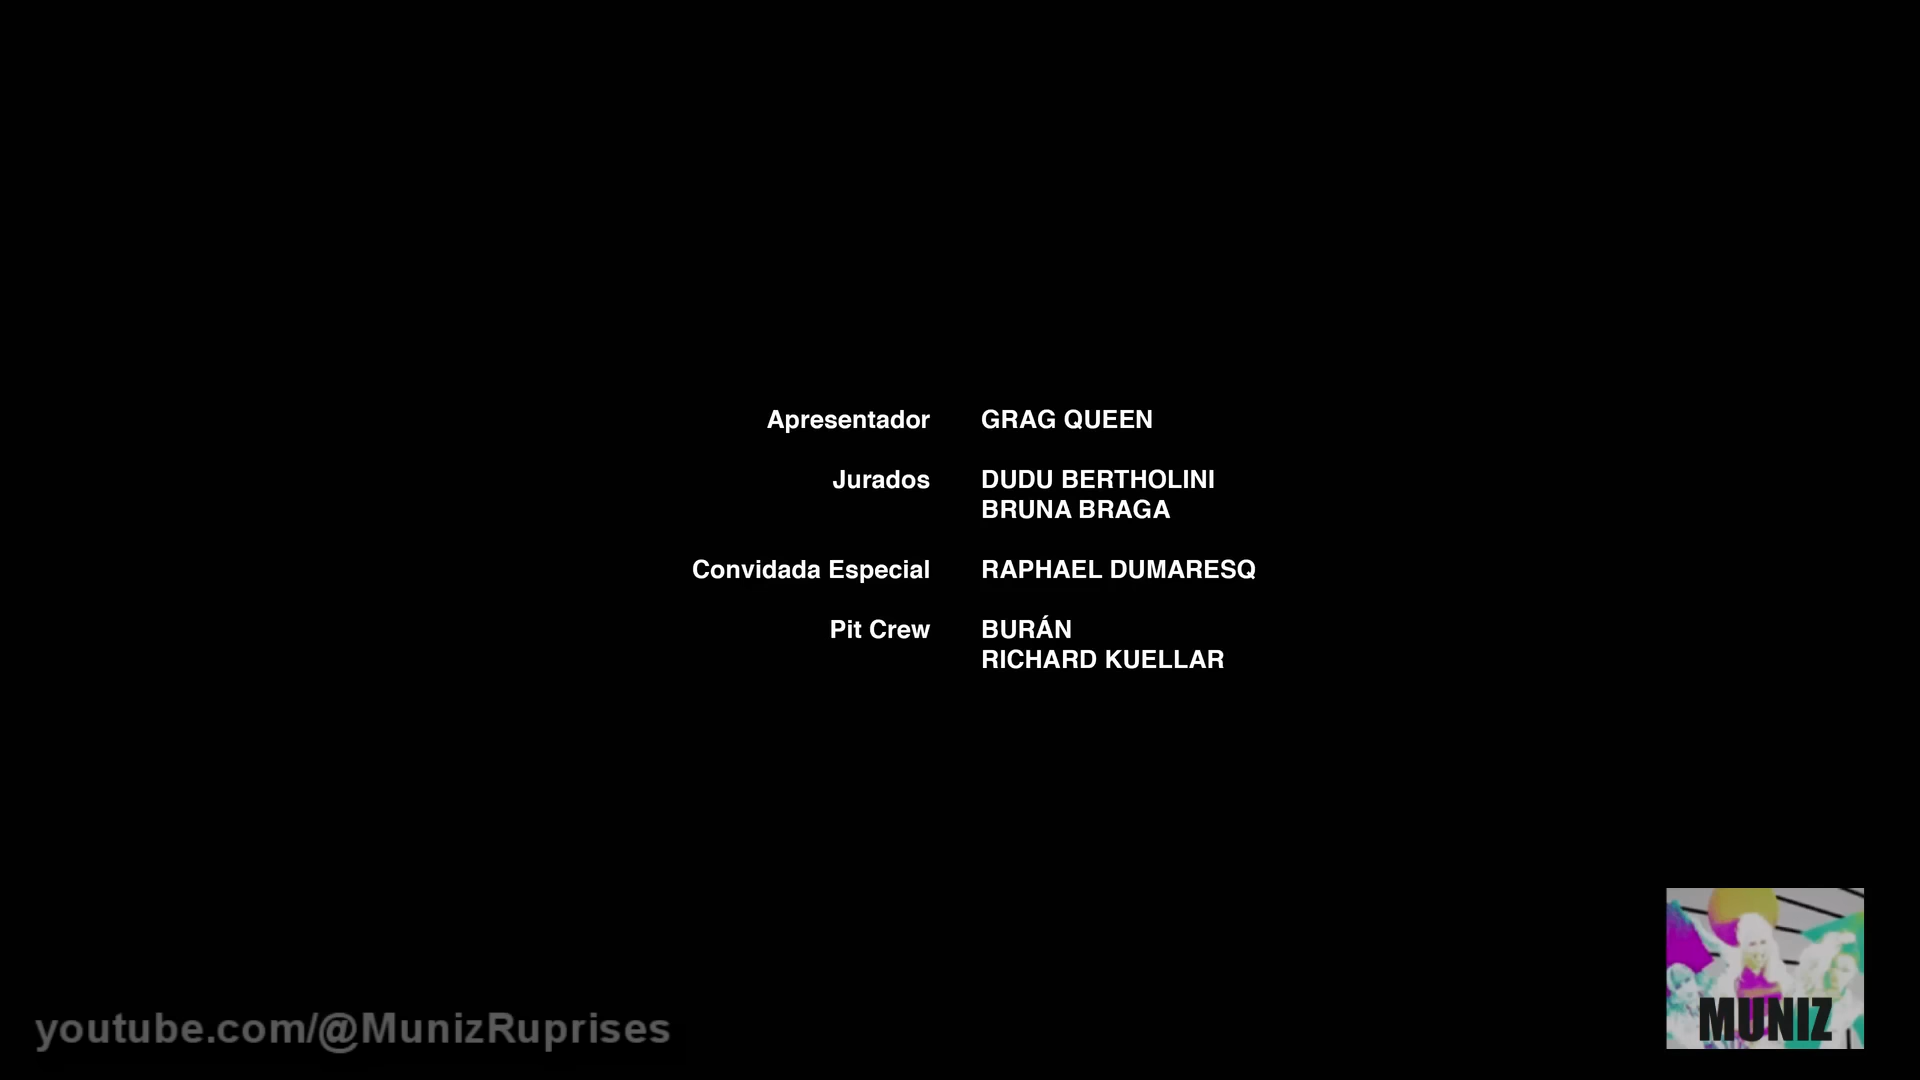 Apresentador GRAG QUEEN
Jurados DUDU BERTHOLINI
BRUNA BRAGA
Convidada Especial RAPHAEL DUMARESQ
Pit Crew BURÁN
RICHARD KUELLAR
youtube.com/@MunizRuprises
MUNIZ